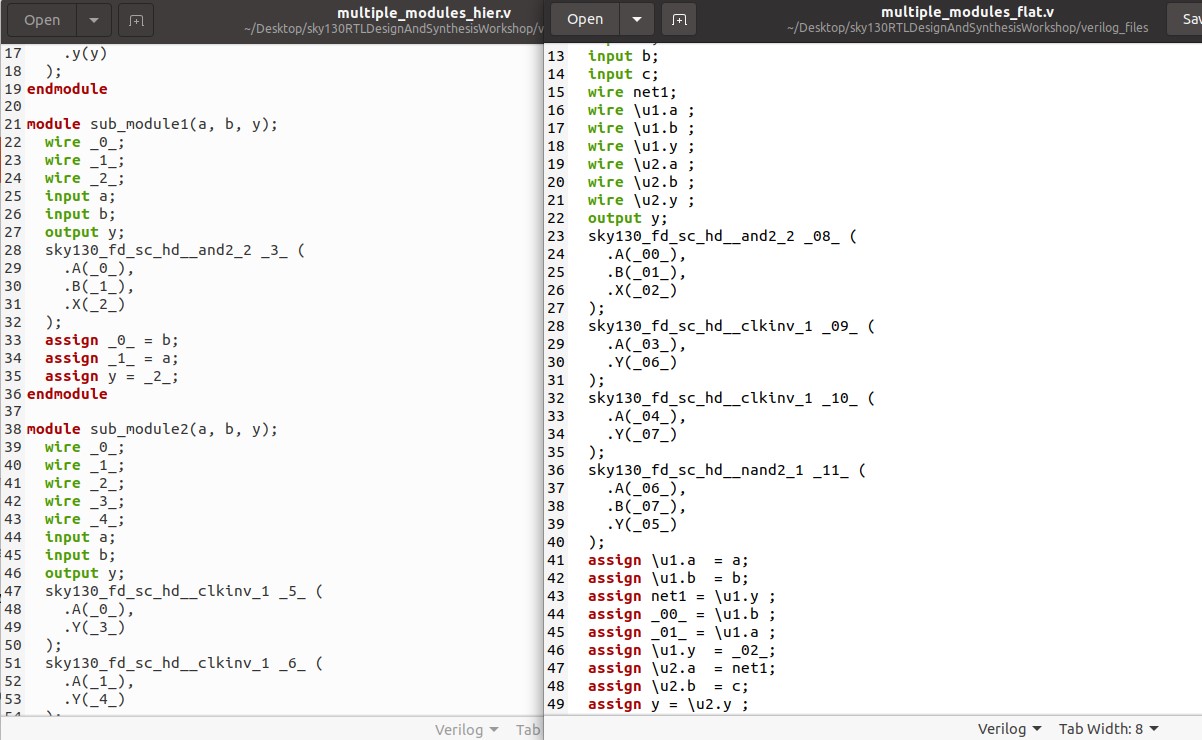 Open
multiple_modules_hier.v
~/Desktop/sky130RTLDesignAndSynthesisWorkshop/v
17 .y(y)
18 );
19 endmodule
20
21 module sub_module1(a, b, y);
22 wire _0_;
23 wire _1_;
24 wire _2_;
25 input a;
26 input b;
27 output y;
28 sky130_fd_sc_hd__and2_2 _3_ (
29 .A(_0_),
30 .B(_1_),
31 .X(_2_)
32 );
33 assign _0_ = b;
34 assign _1_ = a;
35 assign y = _2_;
36 endmodule
37
38 module sub_module2(a, b, y);
39 wire _0_;
40 wire _1_;
41 wire _2_;
42 wire _3_;
43 wire _4_;
44 input a;
45 input b;
46 output y;
47 sky130_fd_sc_hd__clkinv_1 _5_ (
48 .A(_0_),
49 .Y(_3_)
50 );
51 sky130_fd_sc_hd__clkinv_1 _6_ (
52 .A(_1_),
53 .Y(_4_)
Verilog Tab
Open
multiple_modules_flat.v
~/Desktop/sky130RTLDesignAndSynthesisWorkshop/verilog_files
Sav
13 input b;
14 input c;
15 wire net1;
16 wire \u1.a ;
17 wire \u1.b ;
18 wire \u1.y ;
19 wire \u2.a ;
20 wire \u2.b ;
21 wire \u2.y ;
22 output y;
23 sky130_fd_sc_hd__and2_2 _08_ (
24 .A(_00_),
25 .B(_01_),
26 .X(_02_)
27 );
28 sky130_fd_sc_hd__clkinv_1 _09_ (
29 .A(_03_),
30 .Y(_06_)
31 );
32 sky130_fd_sc_hd__clkinv_1 _10_ (
33 .A(_04_),
34 .Y(_07_)
35 );
36 sky130_fd_sc_hd__nand2_1 _11_ (
37 .A(_06_),
38 .B(_07_),
39 .Y(_05_)
40 );
41 assign \u1.a  = a;
42 assign \u1.b  = b;
43 assign net1 = \u1.y ;
44 assign _00_ = \u1.b ;
45 assign _01_ = \u1.a ;
46 assign \u1.y  = _02_;
47 assign \u2.a  = net1;
48 assign \u2.b  = c;
49 assign y = \u2.y ;
Verilog Tab Width: 8